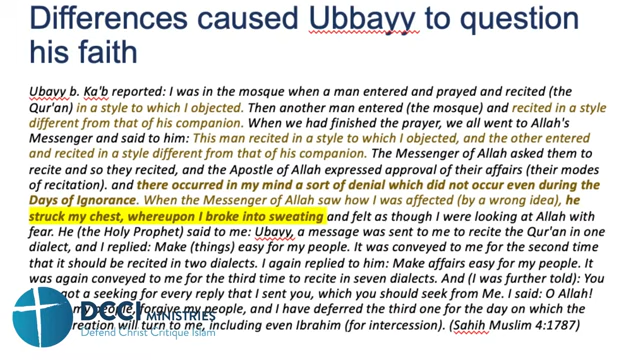 Differences caused Ubbayy to question
his faith
Ubayy b. Ka'b reported: I was in the mosque when a man entered and prayed and recited (the
Qur'an) in a style to which I objected. Then another man entered (the mosque) and recited in a style
different from that of his companion. When we had finished the prayer, we all went to Allah's
Messenger and said to him: This man recited in a style to which I objected, and the other entered
and recited in a style different from that of his companion. The Messenger of Allah asked them to
recite and so they recited, and the Apostle of Allah expressed approval of their affairs (their modes
of recitation). and there occurred in my mind a sort of denial which did not occur even during the
Days of Ignorance. When the Messenger of Allah saw how I was affected (by a wrong idea), he
struck my chest, whereupon I broke into sweating and felt as though I were looking at Allah with
fear. He (the Holy Prophet) said to me: Ubayy, a message was sent to me to recite the Qur'an in one
dialect, and I replied: Make (things) easy for my people. It was conveyed to me for the second time
that it should be recited in two dialects. I again replied to him: Make affairs easy for my people. It
was again conveyed to me for the third time to recite in seven dialects. And (I was further told): You
got a seeking for every reply that I sent you, which you should seek from Me. I said: O Allah!
my people, forgive my people, and I have deferred the third one for the day on which the
creation will turn to me, including even Ibrahim (for intercession). (Sahih Muslim 4:1787)
DCCI MINISTRIES
Defend Christ Critique Islam